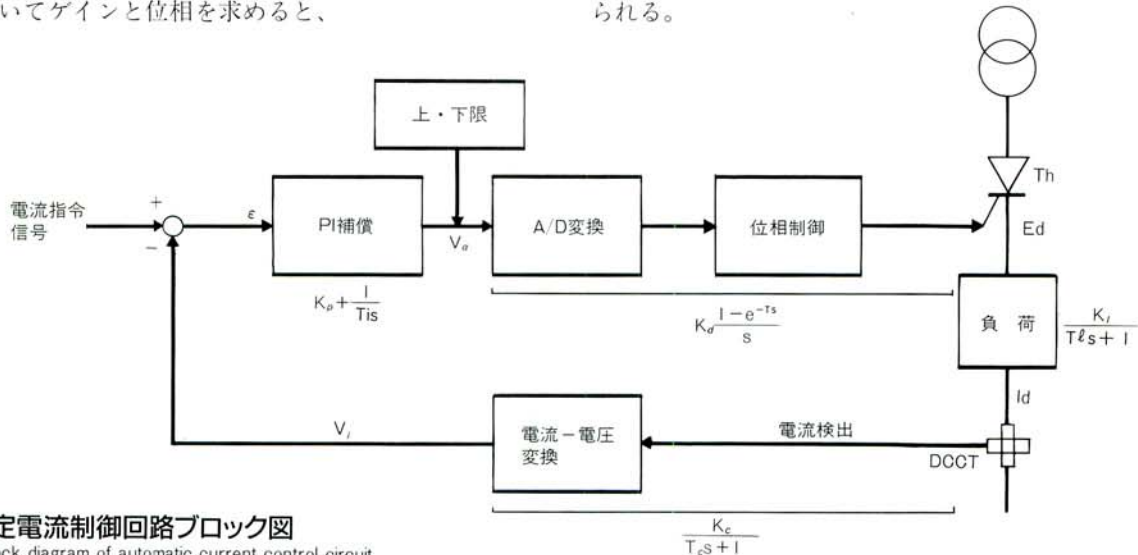 いてゲインと位相を求めると、
られる。
上・下限
Th
電流指令
信号
+
−
ε
PI補償
Vα
A/D変換
位相制御
Ed
Kp+ 1/Tis
Kd 1−e^−Ts/s
負 荷
Kl/Tℓs+1
Id
Vi
電流−電圧
変換
電流検出
DCCT
Kc/Tcs+1
定電流制御回路ブロック図
ck diagram of automatic current control circuit